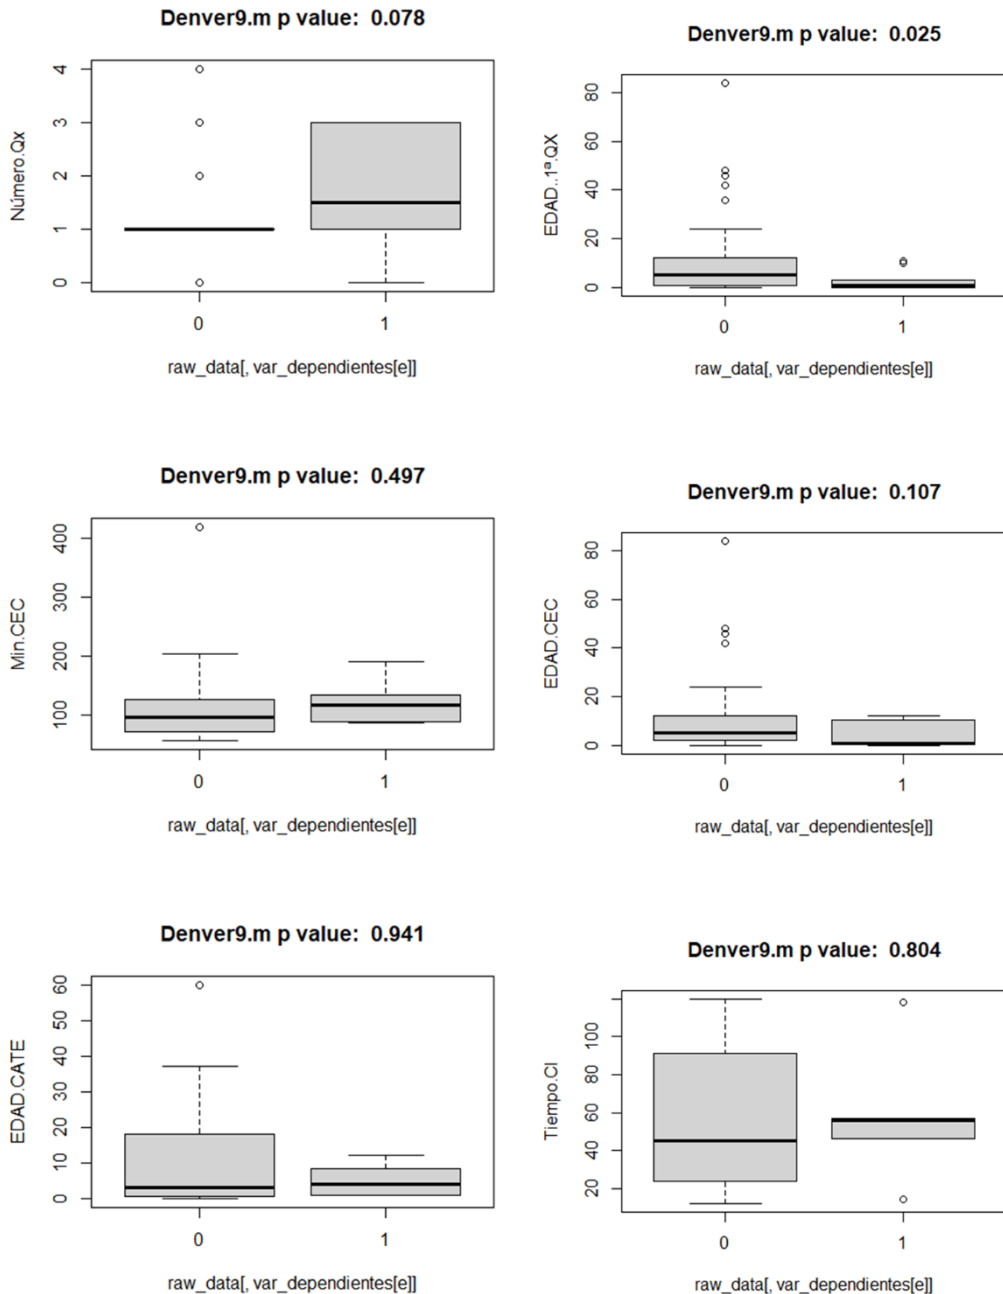 Denver9.m p value: 0.078
Número.Qx
4
3
2
1
0
0 1
raw_data[, var_dependientes[e]]
Denver9.m p value: 0.025
EDAD..1ª.QX
80
60
40
20
0
0 1
raw_data[, var_dependientes[e]]
Denver9.m p value: 0.497
Min.CEC
400
300
200
100
0 1
raw_data[, var_dependientes[e]]
Denver9.m p value: 0.107
EDAD.CEC
80
60
40
20
0
0 1
raw_data[, var_dependientes[e]]
Denver9.m p value: 0.941
EDAD.CATE
60
50
40
30
20
10
0
0 1
raw_data[, var_dependientes[e]]
Denver9.m p value: 0.804
Tiempo.CI
100
80
60
40
20
0 1
raw_data[, var_dependientes[e]]